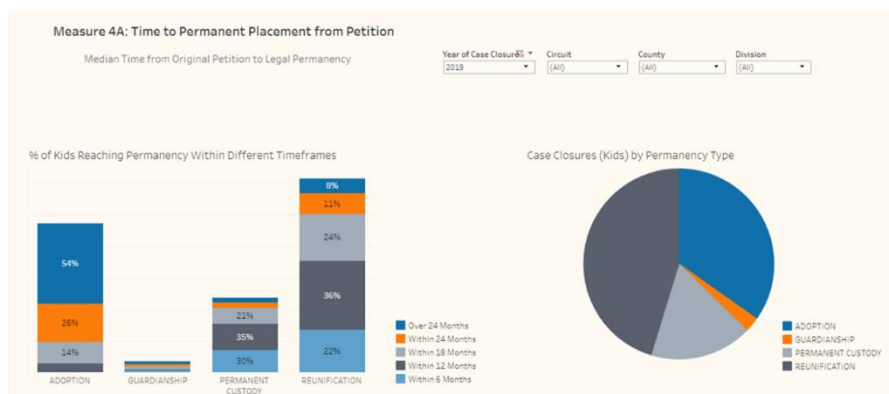 Measure 4A: Time to Permanent Placement from Petition
Median Time from Original Petition to Legal Permanency
Year of Case Closure
2019
Circuit
(All)
County
(All)
Division
(All)
% of Kids Reaching Permanency Within Different Timeframes
54%
26%
14%
21%
35%
30%
8%
11%
24%
36%
22%
ADOPTION
GUARDIANSHIP
PERMANENT
CUSTODY
REUNIFICATION
Over 24 Months
Within 24 Months
Within 18 Months
Within 12 Months
Within 6 Months
Case Closures (Kids) by Permanency Type
ADOPTION
GUARDIANSHIP
PERMANENT CUSTODY
REUNIFICATION